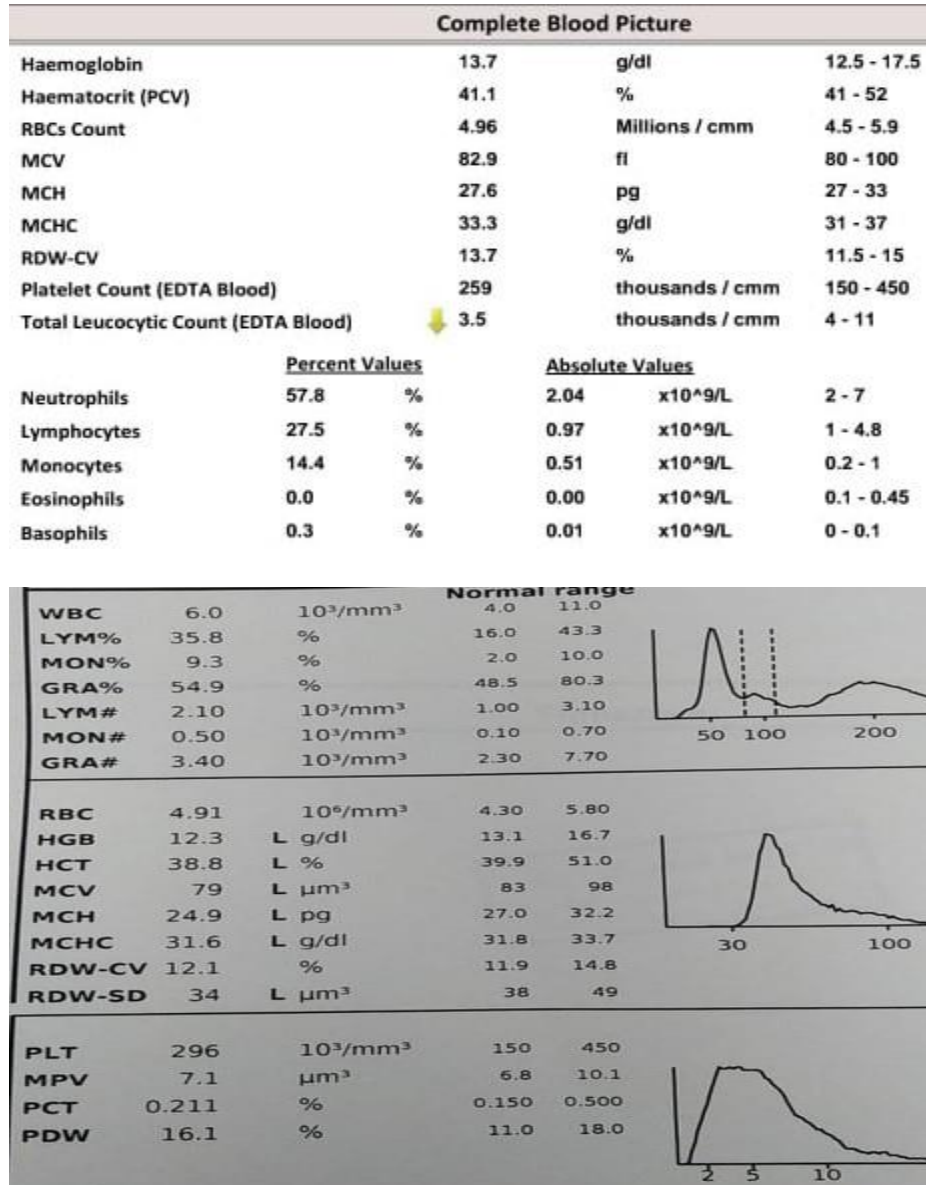 Complete Blood Picture
Haemoglobin 13.7 g/dl 12.5 - 17.5
Haematocrit (PCV) 41.1 % 41 - 52
RBCs Count 4.96 Millions / cmm 4.5 - 5.9
MCV 82.9 fl 80 - 100
MCH 27.6 pg 27 - 33
MCHC 33.3 g/dl 31 - 37
RDW-CV 13.7 % 11.5 - 15
Platelet Count (EDTA Blood) 259 thousands / cmm 150 - 450
Total Leucocytic Count (EDTA Blood) 3.5 thousands / cmm 4 - 11
Percent Values Absolute Values
Neutrophils 57.8 % 2.04 x10^9/L 2 - 7
Lymphocytes 27.5 % 0.97 x10^9/L 1 - 4.8
Monocytes 14.4 % 0.51 x10^9/L 0.2 - 1
Eosinophils 0.0 % 0.00 x10^9/L 0.1 - 0.45
Basophils 0.3 % 0.01 x10^9/L 0 - 0.1
Normal range
WBC 6.0 10³/mm³ 4.0 11.0
LYM% 35.8 % 16.0 43.3
MON% 9.3 % 2.0 10.0
GRA% 54.9 % 48.5 80.3
LYM# 2.10 10³/mm³ 1.00 3.10
MON# 0.50 10³/mm³ 0.10 0.70
GRA# 3.40 10³/mm³ 2.30 7.70
50 100 200
RBC 4.91 10⁶/mm³ 4.30 5.80
HGB 12.3 L g/dl 13.1 16.7
HCT 38.8 L % 39.9 51.0
MCV 79 L µm³ 83 98
MCH 24.9 L pg 27.0 32.2
MCHC 31.6 L g/dl 31.8 33.7
RDW-CV 12.1 % 11.9 14.8
RDW-SD 34 L µm³ 38 49
30 100
PLT 296 10³/mm³ 150 450
MPV 7.1 µm³ 6.8 10.1
PCT 0.211 % 0.150 0.500
PDW 16.1 % 11.0 18.0
2 5 10